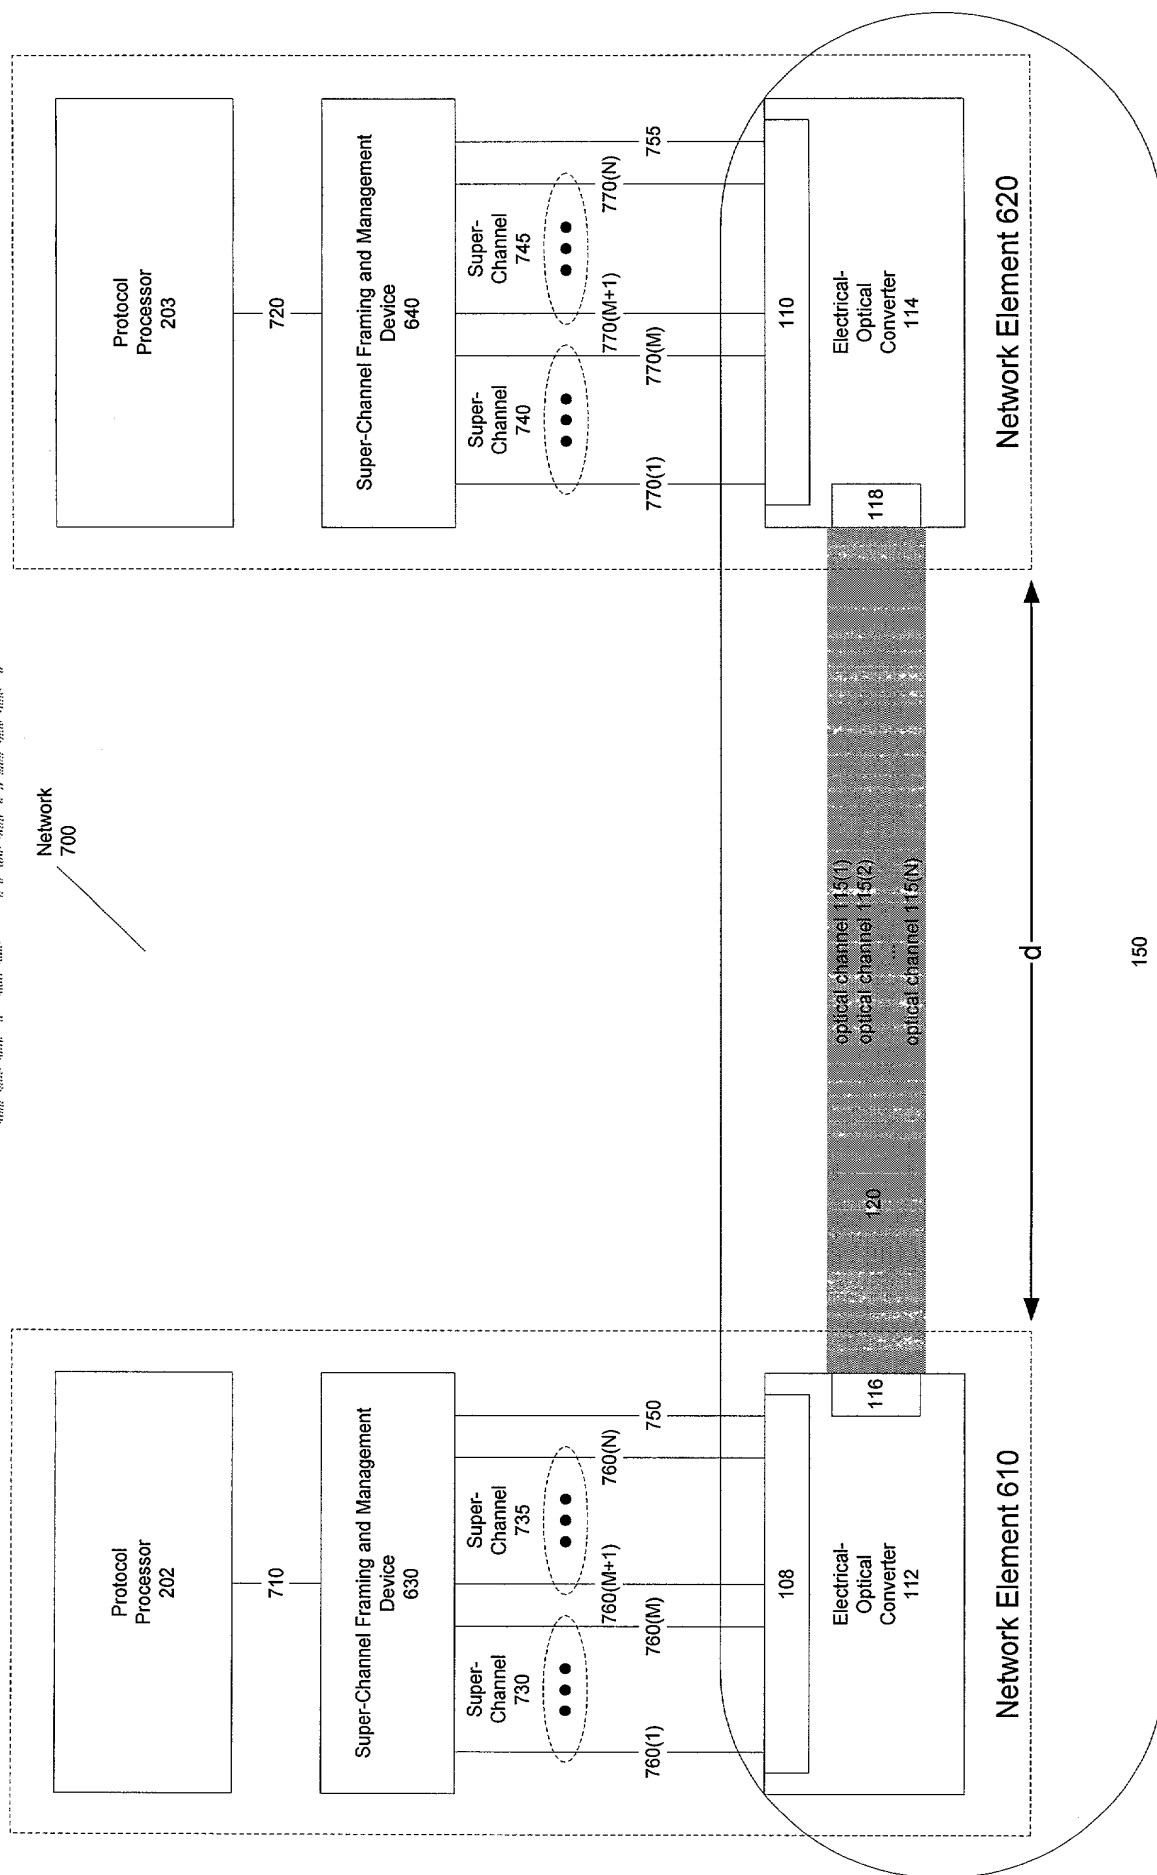 Network
700
Protocol
Processor
202
710
Super-Channel Framing and Management
Device
630
Super-
Channel
730
Super-
Channel
735
760(1)
760(M)
760(M+1)
760(N)
750
108
Electrical-
Optical
Converter
112
116
Network Element 610
120
optical channel 115(1)
optical channel 115(2)
...
optical channel 115(N)
d
150
Protocol
Processor
203
720
Super-Channel Framing and Management
Device
640
Super-
Channel
740
Super-
Channel
745
770(1)
770(M)
770(M+1)
770(N)
755
110
Electrical-
Optical
Converter
114
118
Network Element 620